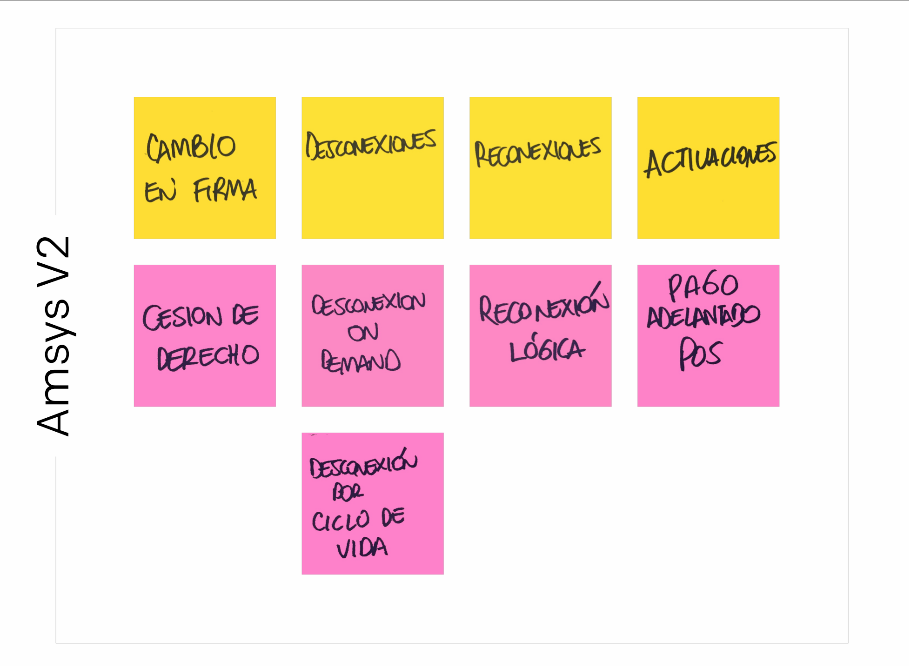 Amsys V2
CAMBIO
EN FIRMA
DESCONEXIONES
RECONEXIONES
ACTIVACIONES
CESION DE
DERECHO
DESCONEXION
ON
DEMAND
RECONEXIÓN
LÓGICA
PAGO
ADELANTADO
POS
DESCONEXIÓN
POR
CICLO DE
VIDA